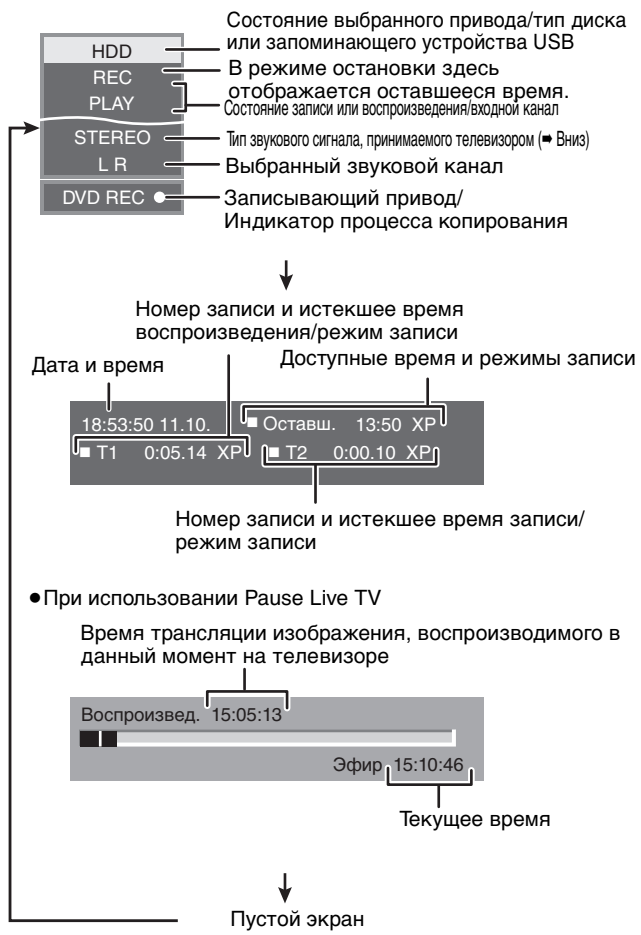 Состояние выбранного привода/тип диска
или запоминающего устройства USB
HDD
В режиме остановки здесь
отображается оставшееся время.
REC
PLAY
Состояние записи или воспроизведения/входной канал
STEREO
Тип звукового сигнала, принимаемого телевизором (➡ Вниз)
L R
Выбранный звуковой канал
DVD REC ●
Записывающий привод/
Индикатор процесса копирования
Номер записи и истекшее время
воспроизведения/режим записи
Дата и время
Доступные время и режимы записи
18:53:50 11.10. ■ Оставш. 13:50 XP
■ T1 0:05.14 XP ■ T2 0:00.10 XP
Номер записи и истекшее время записи/
режим записи
●При использовании Pause Live TV
Время трансляции изображения, воспроизводимого в
данный момент на телевизоре
Воспроизвед. 15:05:13
Эфир 15:10:46
Текущее время
Пустой экран